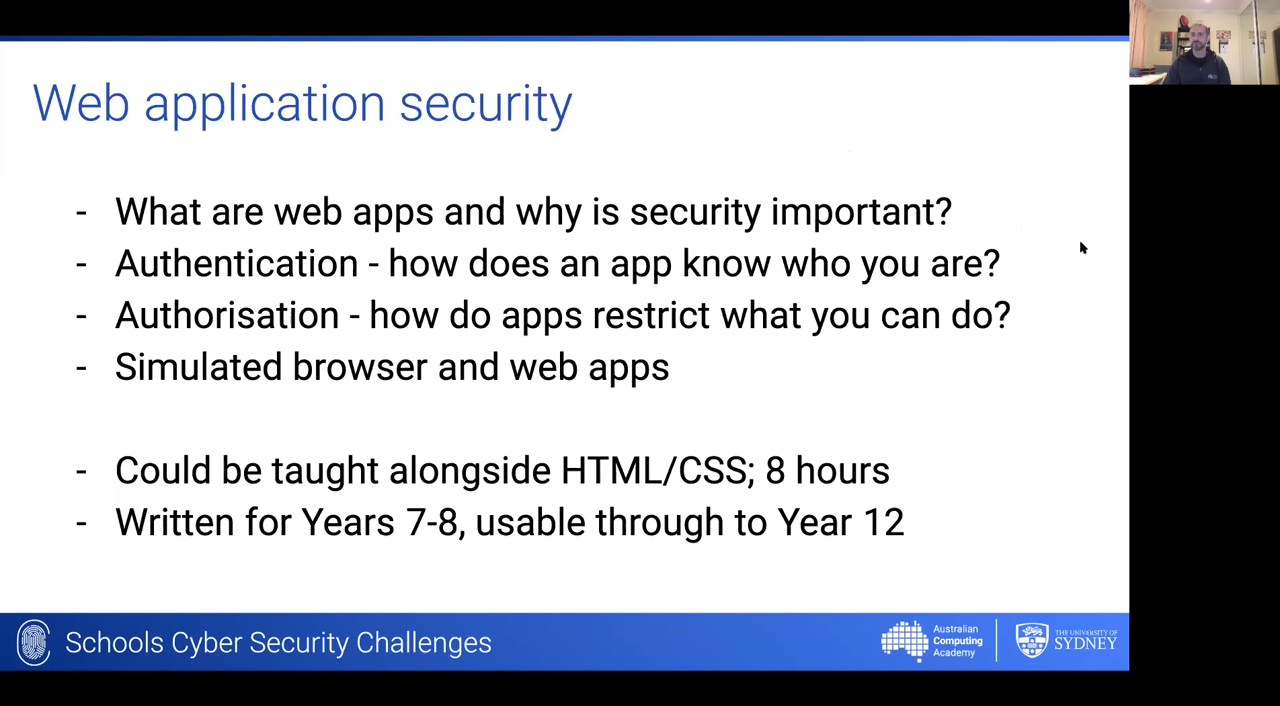 Web application security
- What are web apps and why is security important?
- Authentication - how does an app know who you are?
- Authorisation - how do apps restrict what you can do?
- Simulated browser and web apps
- Could be taught alongside HTML/CSS; 8 hours
- Written for Years 7-8, usable through to Year 12
Schools Cyber Security Challenges
Australian
Computing
Academy
THE UNIVERSITY OF
SYDNEY